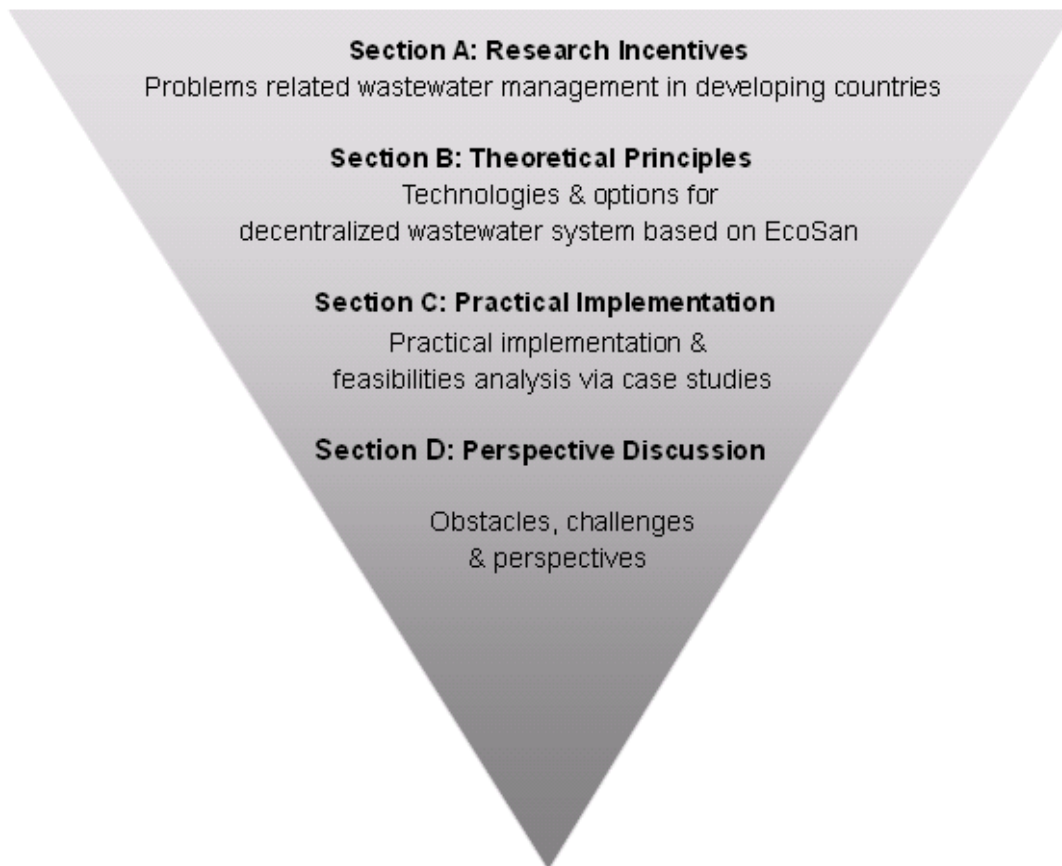 Section A: Research Incentives
Problems related wastewater management in developing countries
Section B: Theoretical Principles
Technologies & options for
decentralized wastewater system based on EcoSan
Section C: Practical Implementation
Practical implementation &
feasibilities analysis via case studies
Section D: Perspective Discussion
Obstacles, challenges
& perspectives